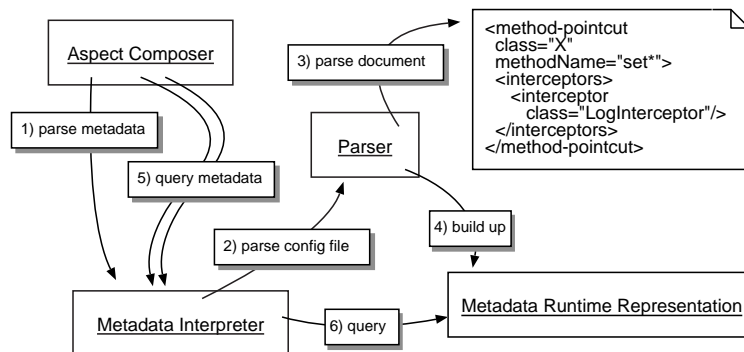 Aspect Composer
3) parse document
<method-pointcut
class="X"
methodName="set*">
<interceptors>
<interceptor
class="LogInterceptor"/>
</interceptors>
</method-pointcut>
1) parse metadata
Parser
5) query metadata
4) build up
2) parse config file
Metadata Interpreter
6) query
Metadata Runtime Representation